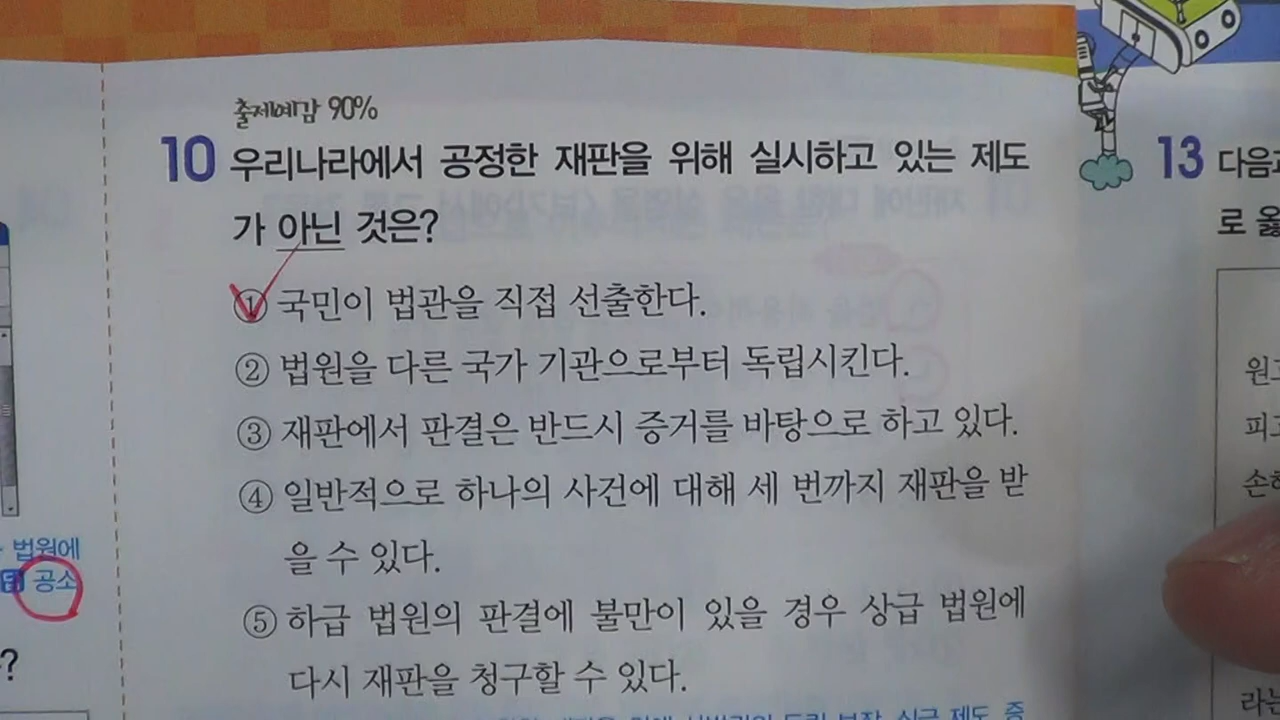 출제예감 90%
10 우리나라에서 공정한 재판을 위해 실시하고 있는 제도
가 아닌 것은?
① 국민이 법관을 직접 선출한다.
② 법원을 다른 국가 기관으로부터 독립시킨다.
③ 재판에서 판결은 반드시 증거를 바탕으로 하고 있다.
④ 일반적으로 하나의 사건에 대해 세 번까지 재판을 받
을 수 있다.
⑤ 하급 법원의 판결에 불만이 있을 경우 상급 법원에
다시 재판을 청구할 수 있다.
법원에
공소
?
13 다음
로
피